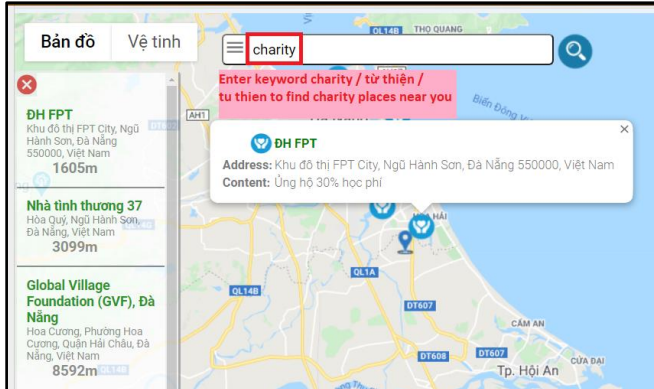 Bản đồ
Vệ tinh
charity
Enter keyword charity / từ thiện /
tu thien to find charity places near you
ĐH FPT
Khu đô thị FPT City, Ngũ
Hành Sơn, Đà Nẵng
550000, Việt Nam
1605m
Nhà tình thương 37
Hòa Quý, Ngũ Hành Sơn,
Đà Nẵng, Việt Nam
3099m
Global Village
Foundation (GVF), Đà
Nẵng
Hoa Cương, Phường Hoa
Cương, Quận Hải Châu, Đà
Nẵng, Việt Nam
8592m
QL14B
THỌ QUANG
AH1
Biển Đông
ĐH FPT
Address: Khu đô thị FPT City, Ngũ Hành Sơn, Đà Nẵng 550000, Việt Nam
Content: Ủng hộ 30% học phí
HÒA HẢI
QL1A
QL14B
DT607
CẨM AN
DT608
DT607
CỬA ĐẠI
Tp. Hội An
QL14B